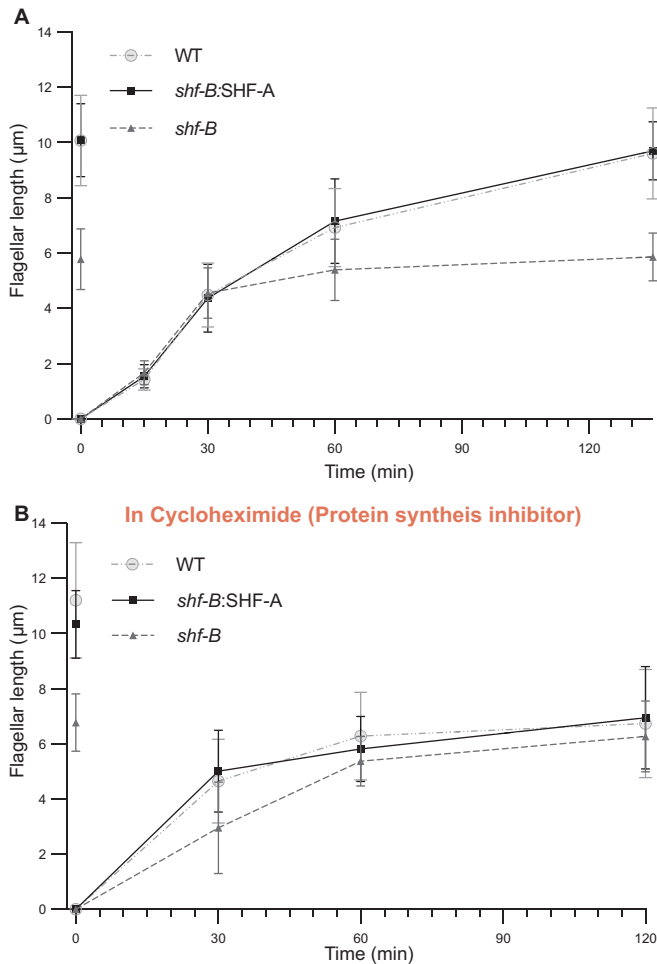 A
14
12
10
8
6
4
2
0
Flagellar length (µm)
WT
shf-B:SHF-A
shf-B
0
30
60
90
120
Time (min)
B
In Cycloheximide (Protein syntheis inhibitor)
14
12
10
8
6
4
2
0
Flagellar length (µm)
WT
shf-B:SHF-A
shf-B
0
30
60
90
120
Time (min)